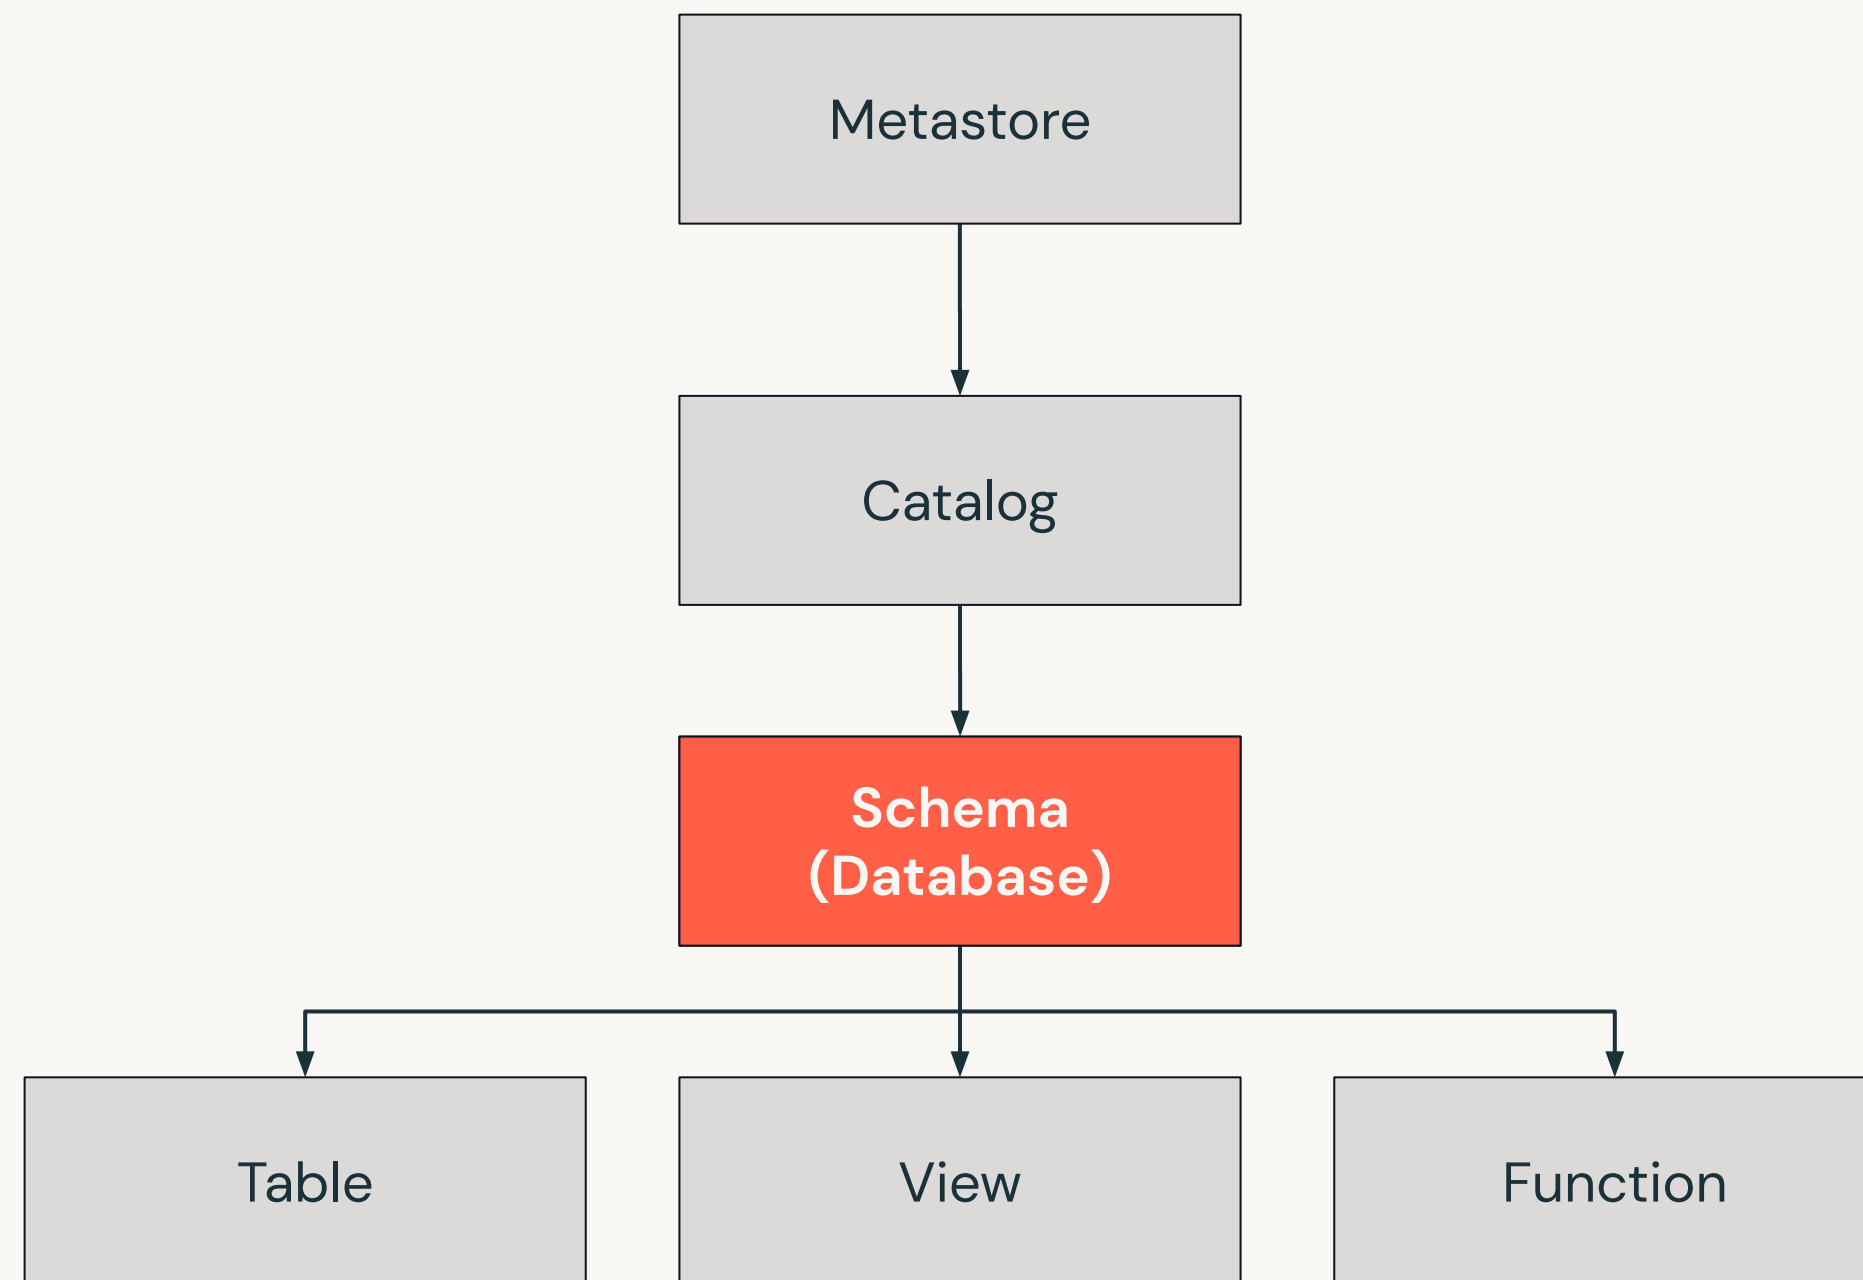 Metastore
Catalog
Schema
(Database)
Table
View
Function